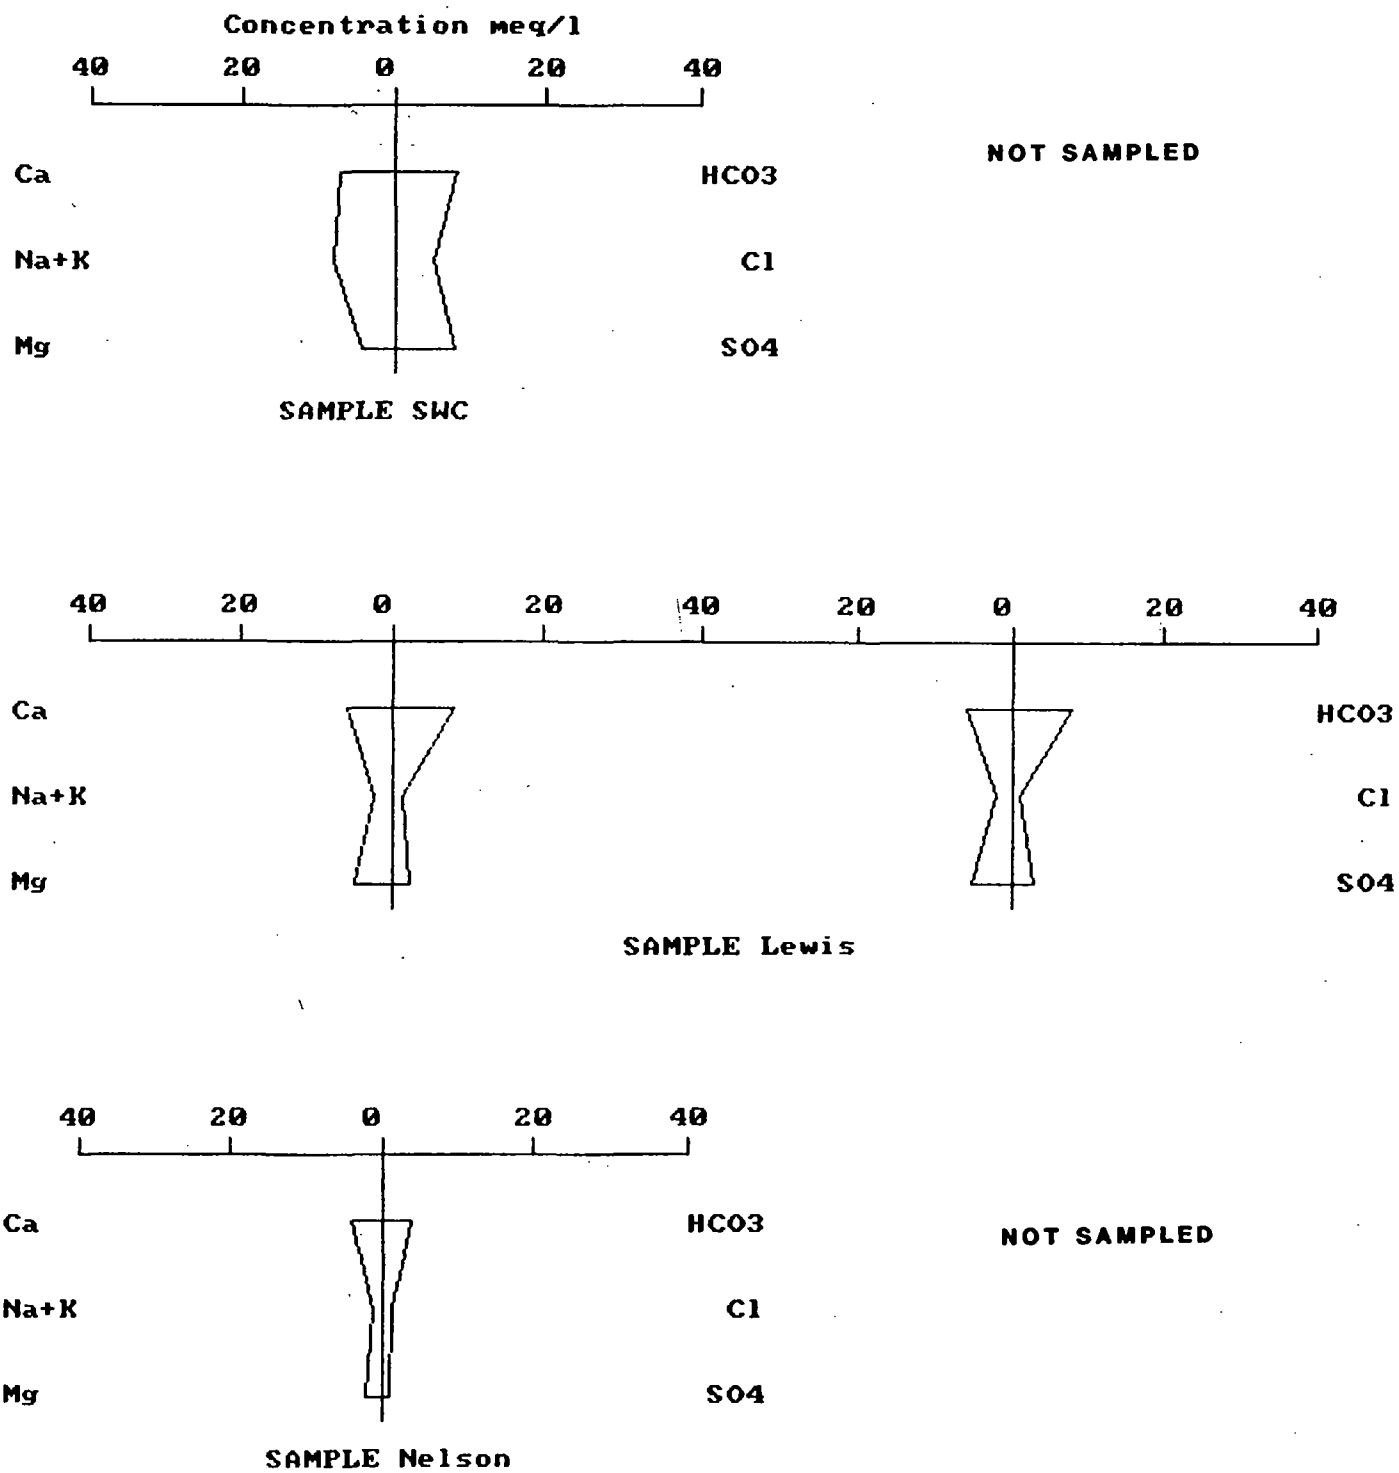 Concentration meq/l
40 20 0 20 40
NOT SAMPLED
Ca HCO3
Na+K Cl
Mg SO4
SAMPLE SWC
40 20 0 20 40 20 0 20 40
Ca HCO3
Na+K Cl
Mg SO4
SAMPLE Lewis
40 20 0 20 40
Ca HCO3 NOT SAMPLED
Na+K Cl
Mg SO4
SAMPLE Nelson